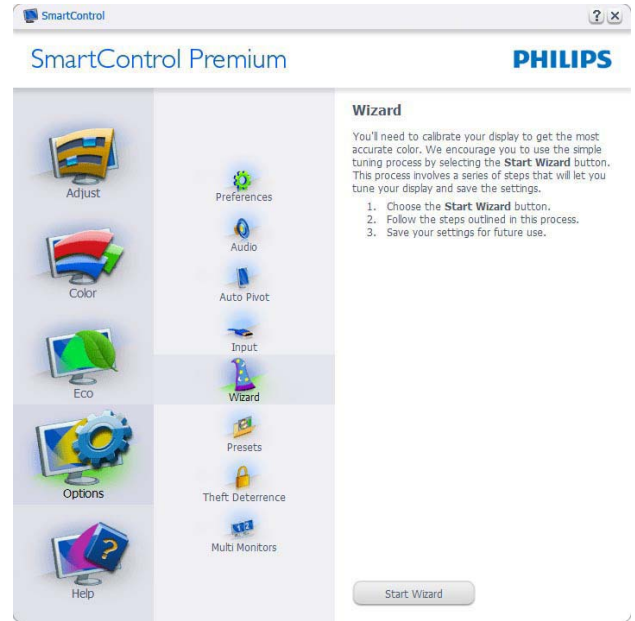 SmartControl
? ×
SmartControl Premium
PHILIPS
Adjust
Color
Eco
Options
Help
?
Preferences
Audio
Auto Pivot
Input
Wizard
Presets
Theft Deterrence
1 2
Multi Monitors
Wizard
You'll need to calibrate your display to get the most
accurate color. We encourage you to use the simple
tuning process by selecting the Start Wizard button.
This process involves a series of steps that will let you
tune your display and save the settings.
1. Choose the Start Wizard button.
2. Follow the steps outlined in this process.
3. Save your settings for future use.
Start Wizard